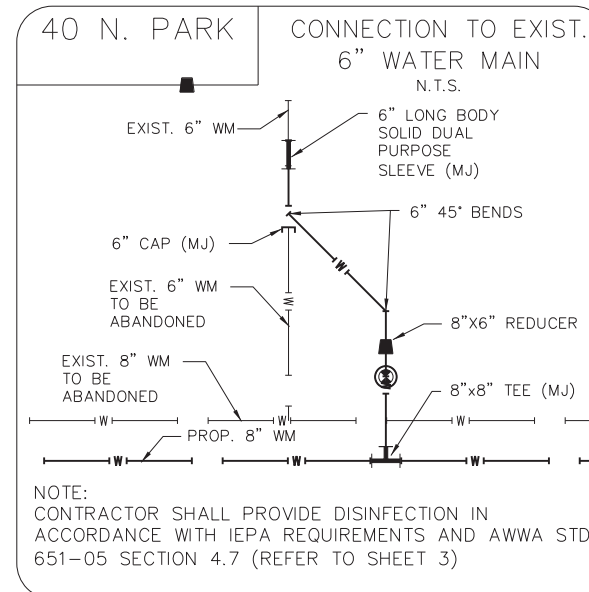 40 N. PARK
CONNECTION TO EXIST.
6" WATER MAIN
N.T.S.
EXIST. 6" WM
6" LONG BODY
SOLID DUAL
PURPOSE
SLEEVE (MJ)
6" 45° BENDS
6" CAP (MJ)
W
EXIST. 6" WM
TO BE
ABANDONED
W
8"X6" REDUCER
EXIST. 8" WM
TO BE
ABANDONED
8"x8" TEE (MJ)
W W W
PROP. 8" WM
W W W
NOTE:
CONTRACTOR SHALL PROVIDE DISINFECTION IN
ACCORDANCE WITH IEPA REQUIREMENTS AND AWWA STD
651-05 SECTION 4.7 (REFER TO SHEET 3)